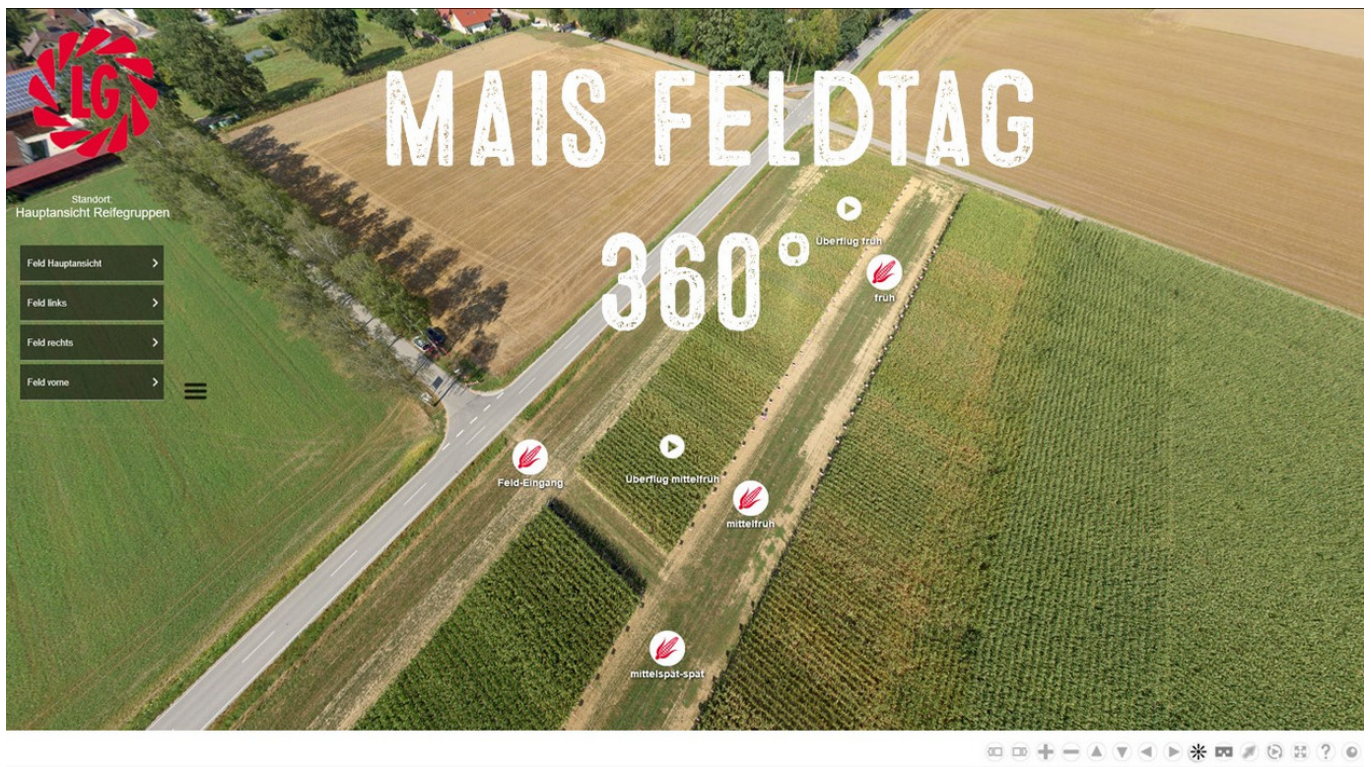 LG
MAIS FELDTAG
360°
Standort:
Hauptansicht Reifegruppen
Feld Hauptansicht
Feld links
Feld rechts
Feld vorne
Überflug früh
früh
Feld-Eingang
Überflug mittelfrüh
mittelfrüh
mittelspät-spät